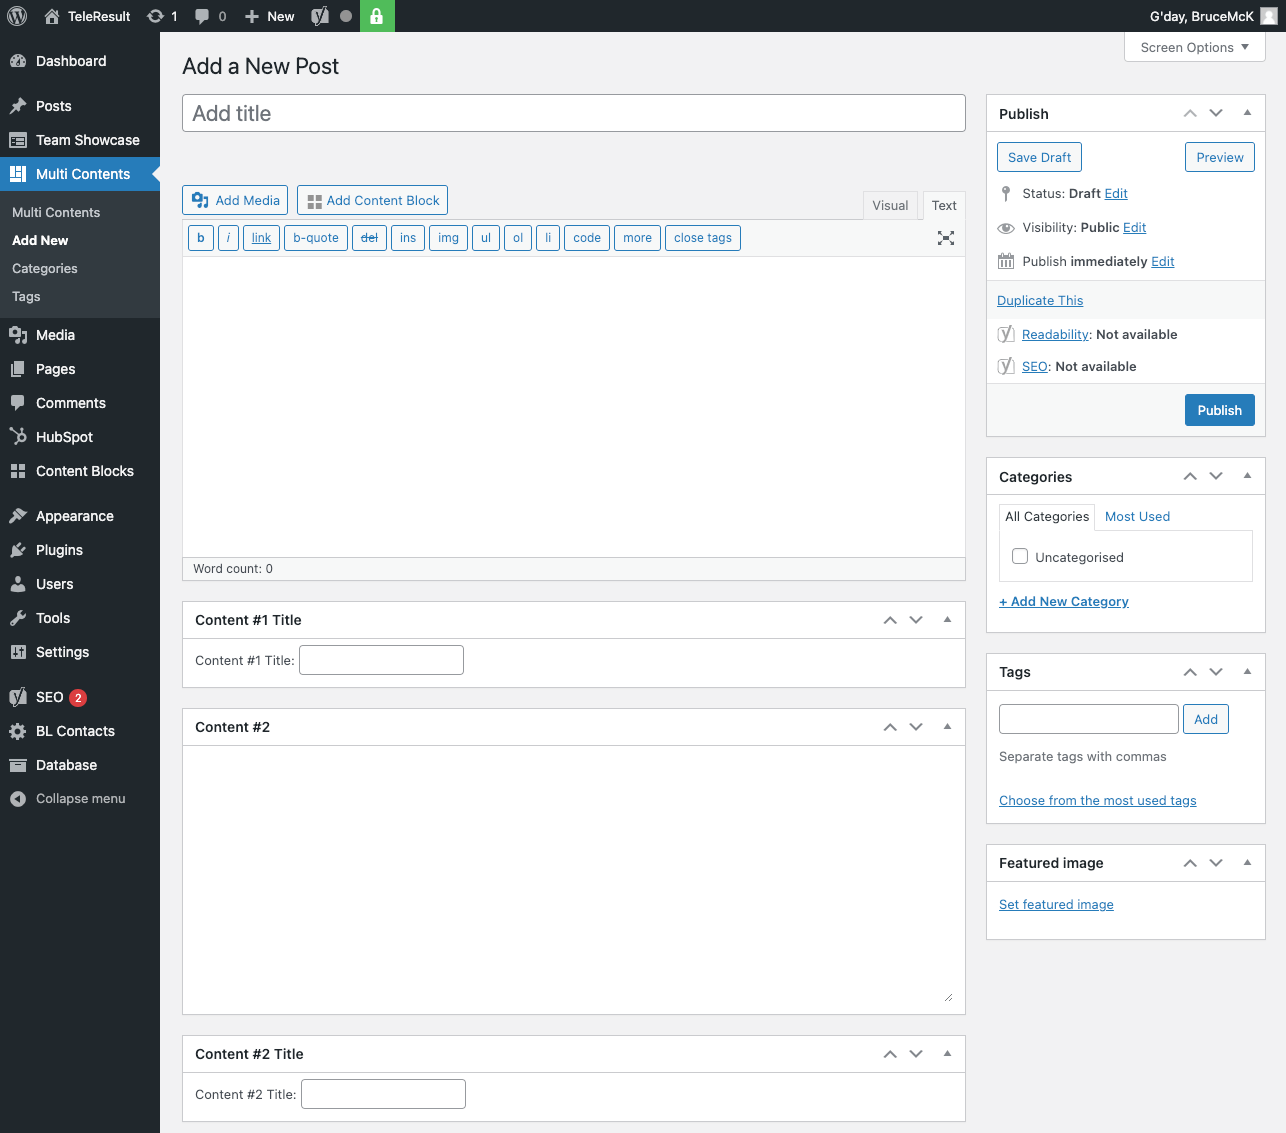 TeleResult 1 0 New G'day, BruceMcK
Screen Options
Dashboard
Posts
Team Showcase
Multi Contents
Multi Contents
Add New
Categories
Tags
Media
Pages
Comments
HubSpot
Content Blocks
Appearance
Plugins
Users
Tools
Settings
SEO 2
BL Contacts
Database
Collapse menu
Add a New Post
Add title
Add Media Add Content Block
Visual Text
b i link b-quote del ins img ul ol li code more close tags
Word count: 0
Content #1 Title
Content #1 Title:
Content #2
Content #2 Title
Content #2 Title:
Publish
Save Draft Preview
Status: Draft Edit
Visibility: Public Edit
Publish immediately Edit
Duplicate This
Readability: Not available
SEO: Not available
Publish
Categories
All Categories Most Used
Uncategorised
+ Add New Category
Tags
Add
Separate tags with commas
Choose from the most used tags
Featured image
Set featured image